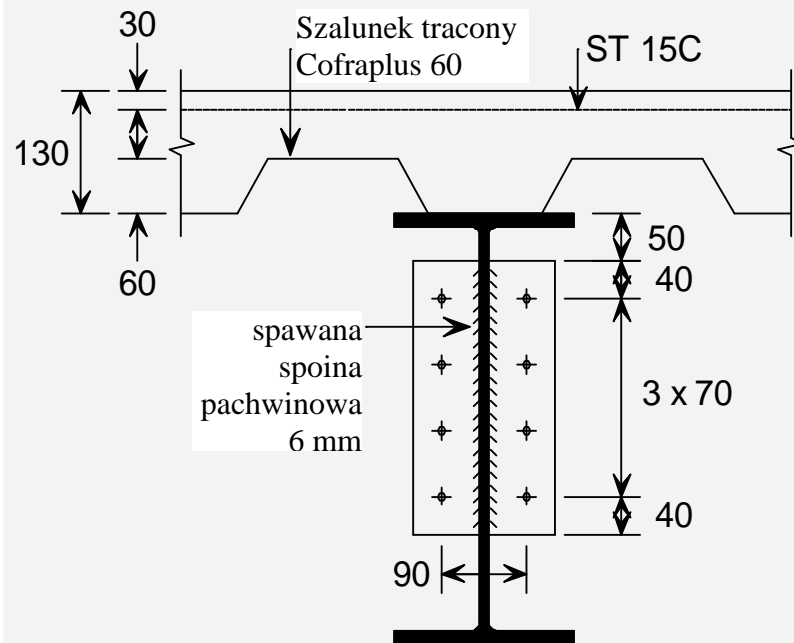 30
Szalunek tracony
Cofraplus 60
ST 15C
130
60
50
40
spawana
spoina
pachwinowa
6 mm
3 x 70
40
90